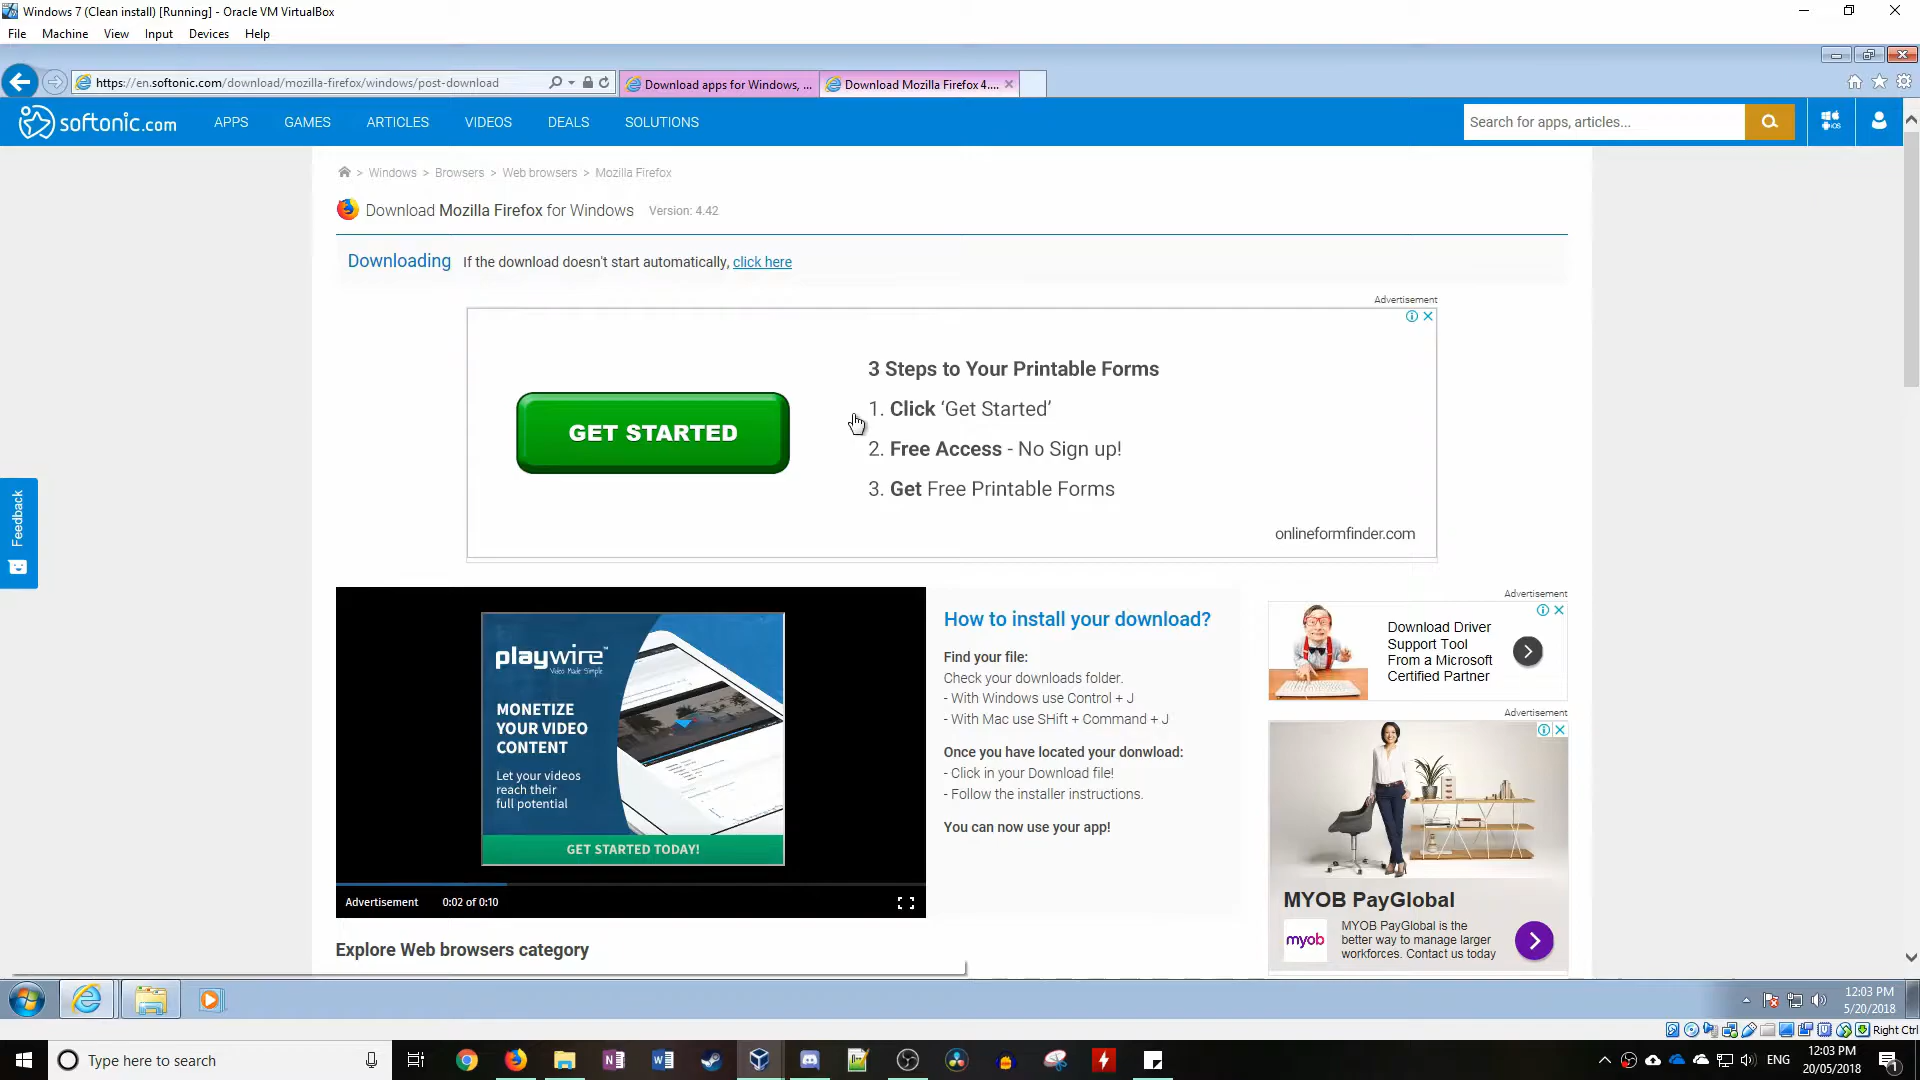 Windows 7 (Clean install) [Running] - Oracle VM VirtualBox
File Machine View Input Devices Help
https://en.softonic.com/download/mozilla-firefox/windows/post-download
Download apps for Windows, ...
Download Mozilla Firefox 4....
softonic.com
APPS GAMES ARTICLES VIDEOS DEALS SOLUTIONS
Search for apps, articles...
> Windows > Browsers > Web browsers > Mozilla Firefox
Download Mozilla Firefox for Windows Version: 4.42
Downloading If the download doesn't start automatically, click here
Advertisement
GET STARTED
3 Steps to Your Printable Forms
1. Click ‘Get Started’
2. Free Access - No Sign up!
3. Get Free Printable Forms
onlineformfinder.com
Feedback
playwire
Video Made Simple
MONETIZE
YOUR VIDEO
CONTENT
Let your videos
reach their
full potential
GET STARTED TODAY!
Advertisement 0:02 of 0:10
How to install your download?
Find your file:
Check your downloads folder.
- With Windows use Control + J
- With Mac use SHift + Command + J
Once you have located your donwload:
- Click in your Download file!
- Follow the installer instructions.
You can now use your app!
Advertisement
Download Driver
Support Tool
From a Microsoft
Certified Partner
Advertisement
MYOB PayGlobal
myob
MYOB PayGlobal is the
better way to manage larger
workforces. Contact us today
Explore Web browsers category
12:03 PM
5/20/2018
Right Ctrl
Type here to search
ENG
12:03 PM
20/05/2018
1